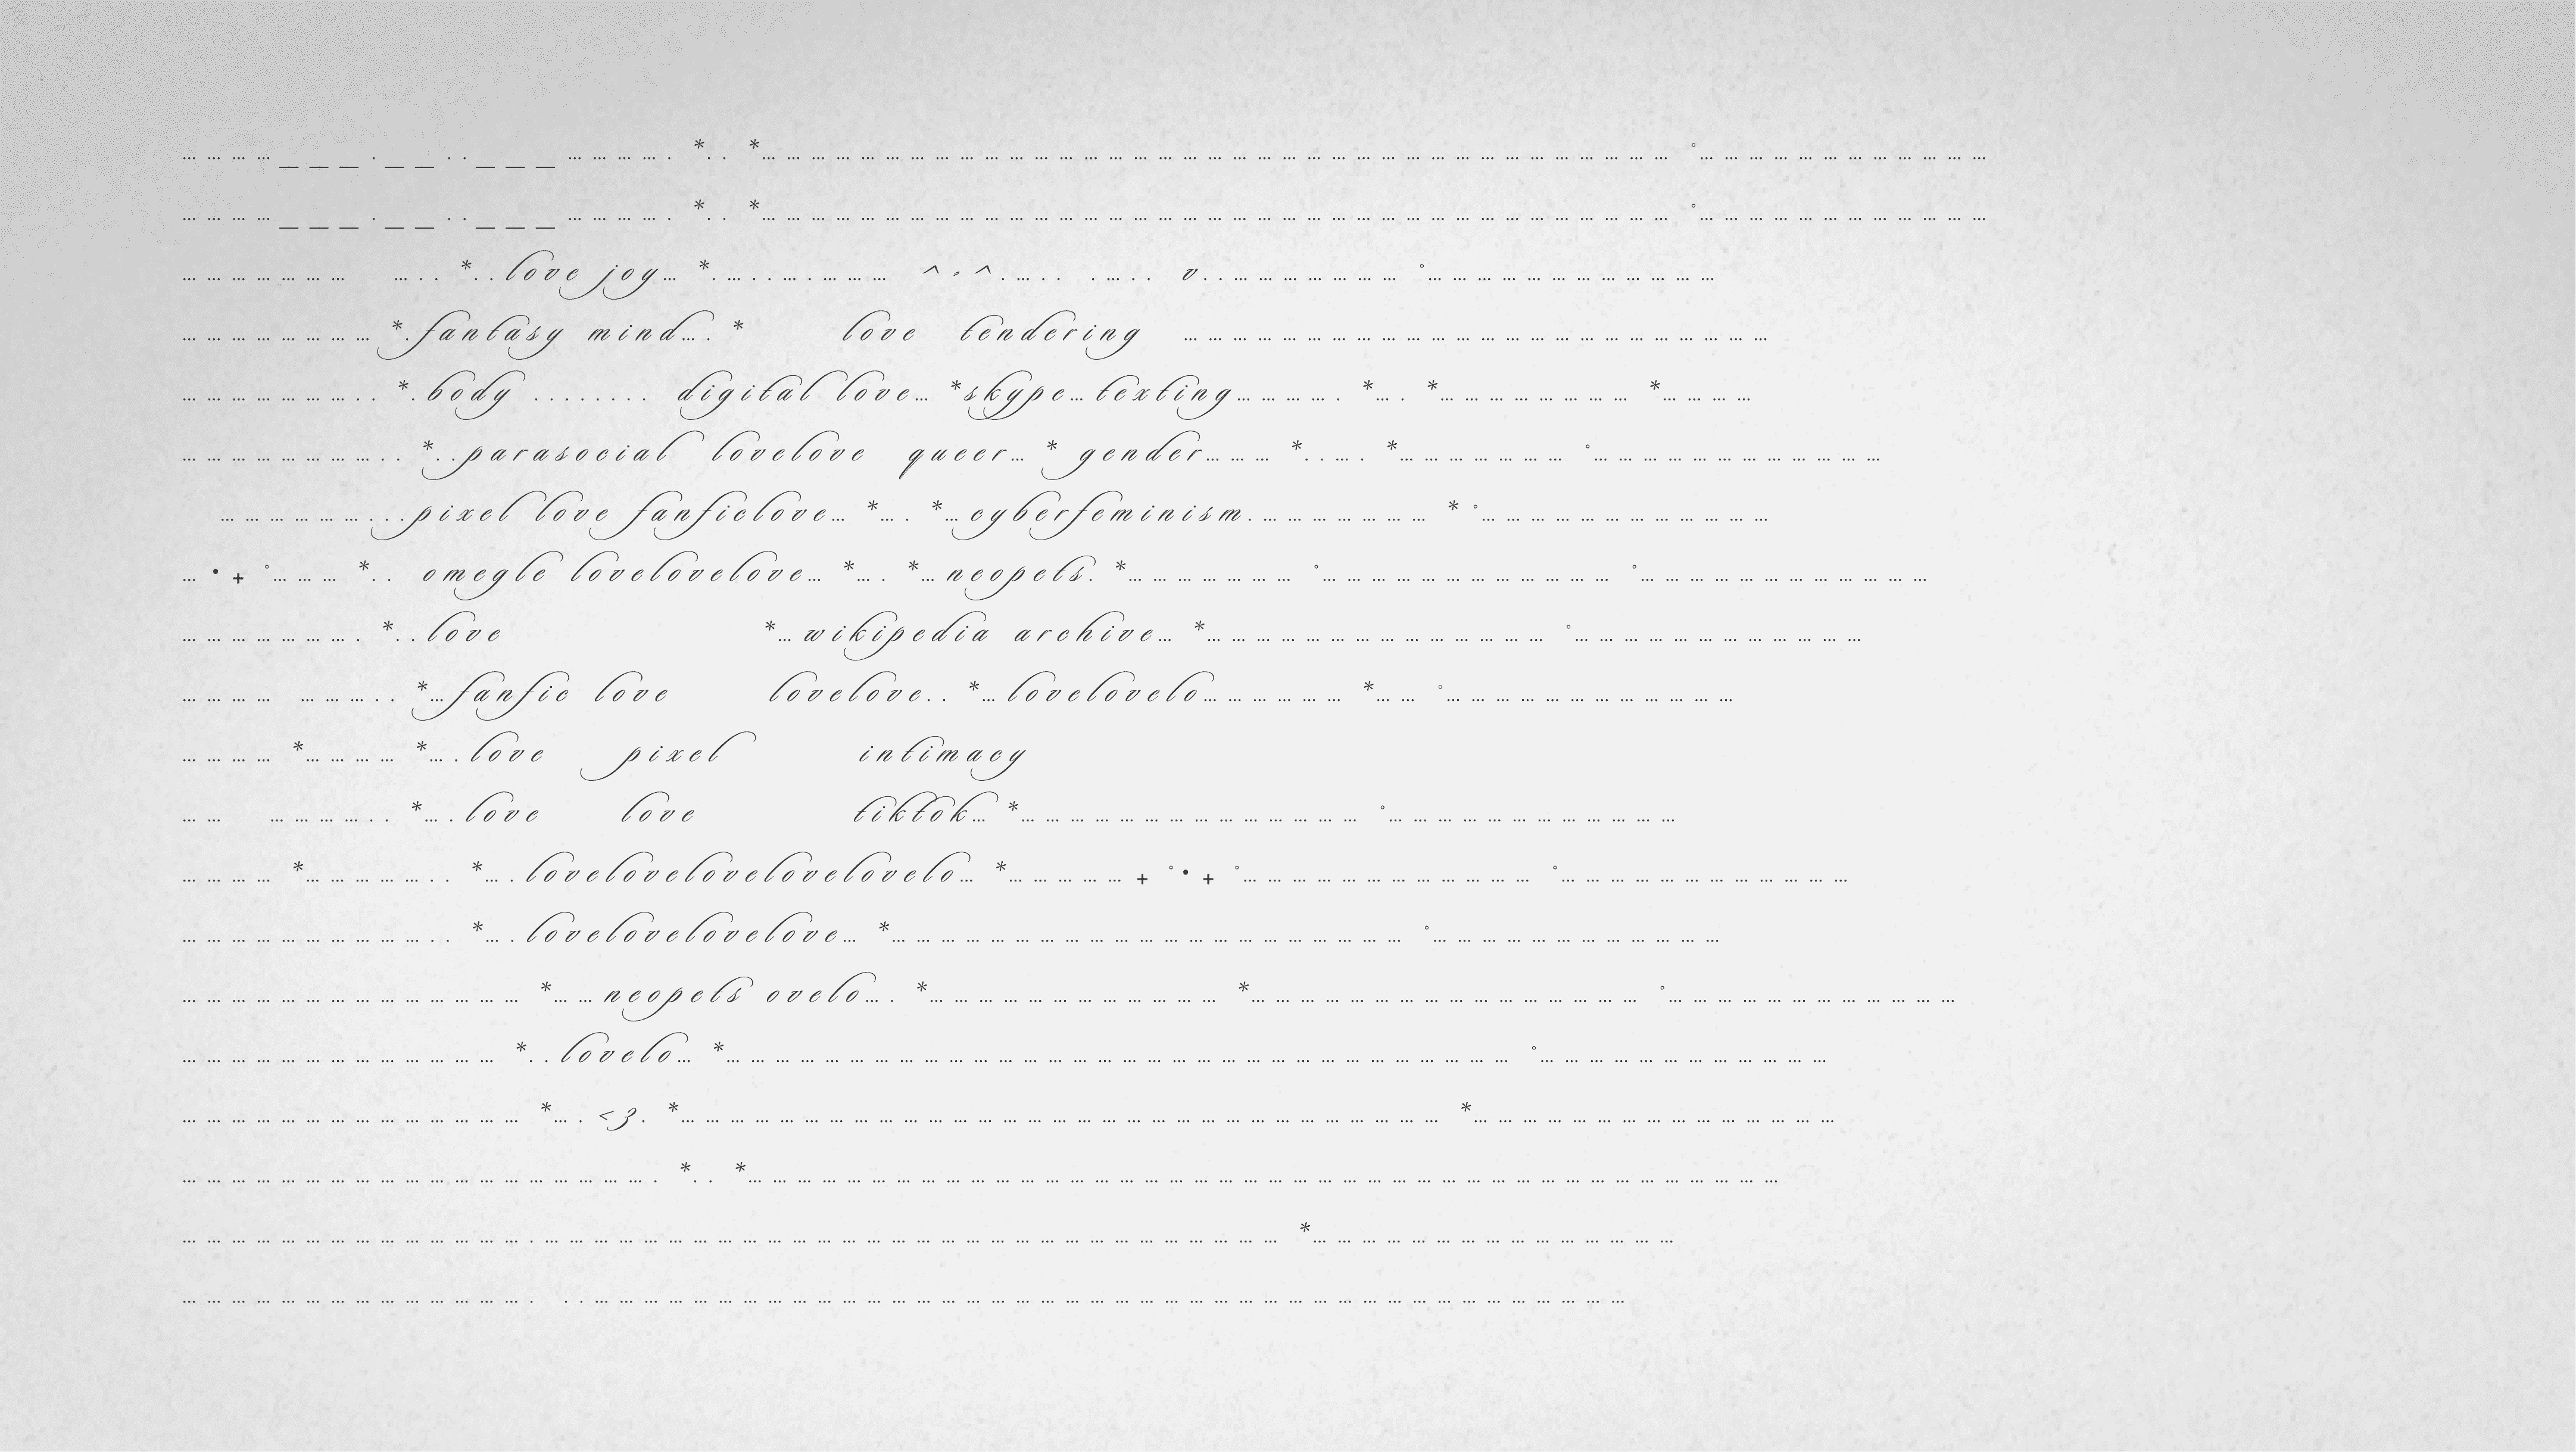 … … … … _ _ _ . _ _ . . _ _ _ … … … … . *. . *… … … … … … … … … … … … … … … … … … … … … … … … … … … … … … … … … … … … … °… … … … … … … … … … … …
… … … … _ _ _ . _ _ . . _ _ _ … … … … . *. . *… … … … … … … … … … … … … … … … … … … … … … … … … … … … … … … … … … … … … °… … … … … … … … … … … …
… … … … … … … … . . *. . love joy… *. … . . … . … … … ^ . ^ . … . . . … . . v . . … … … … … … … °… … … … … … … … … … … …
… … … … … … … … *. fantasy mind… . * love tendering … … … … … … … … … … … … … … … … … … … … … … … …
… … … … … … … . . *. body . . . . . . . . digital love… *skype… texting… … … … . *… . *… … … … … … … … *… … … …
… … … … … … … … . . *. . parasocial lovelove queer… * gender… … … *. . … . *… … … … … … … °… … … … … … … … … … … …
… … … … … … . . . pixel love fanficlove… *… . *… cyberfeminism. … … … … … … … * °… … … … … … … … … … … …
… • + °… … … *. . omegle lovelovelove… *… . *… neopets. *… … … … … … … °… … … … … … … … … … … … °… … … … … … … … … … … …
… … … … … … … . *. . love *… wikipedia archive… *… … … … … … … … … … … … … … °… … … … … … … … … … … …
… … … … … … … . . *… fanfic love lovelove. . *… lovelovelo… … … … … … *… … °… … … … … … … … … … … …
… … … … *… … … … *… . love pixel intimacy
… … … … … . . *… . love love tiktok… *… … … … … … … … … … … … … … °… … … … … … … … … … … …
… … … … *… … … … … . . *… . lovelovelovelovelovelo… *… … … … … + °• + °… … … … … … … … … … … … °… … … … … … … … … … … …
… … … … … … … … … … . . *… . lovelovelovelove… *… … … … … … … … … … … … … … … … … … … … … °… … … … … … … … … … … …
… … … … … … … … … … … … … … *… … neopets ovelo… . *… … … … … … … … … … … … *… … … … … … … … … … … … … … … … °… … … … … … … … … … … …
… … … … … … … … … … … … … *. . lovelo… *… … … … … … … … … … … … … … … … … … … … … … … … … … … … … … … … °… … … … … … … … … … … …
… … … … … … … … … … … … … … *… . <3 . *… … … … … … … … … … … … … … … … … … … … … … … … … … … … … … … *… … … … … … … … … … … … … … …
… … … … … … … … … … … … … … … … … … … . *. . *… … … … … … … … … … … … … … … … … … … … … … … … … … … … … … … … … … … … … … … … … …
… … … … … … … … … … … … … … . … … … … … … … … … … … … … … … … … … … … … … … … … … … … … … *… … … … … … … … … … … … … … …
… … … … … … … … … … … … … … . . . … … … … … … … … … … … … … … … … … … … … … … … … … … … … … … … … … … … … … … … … … …